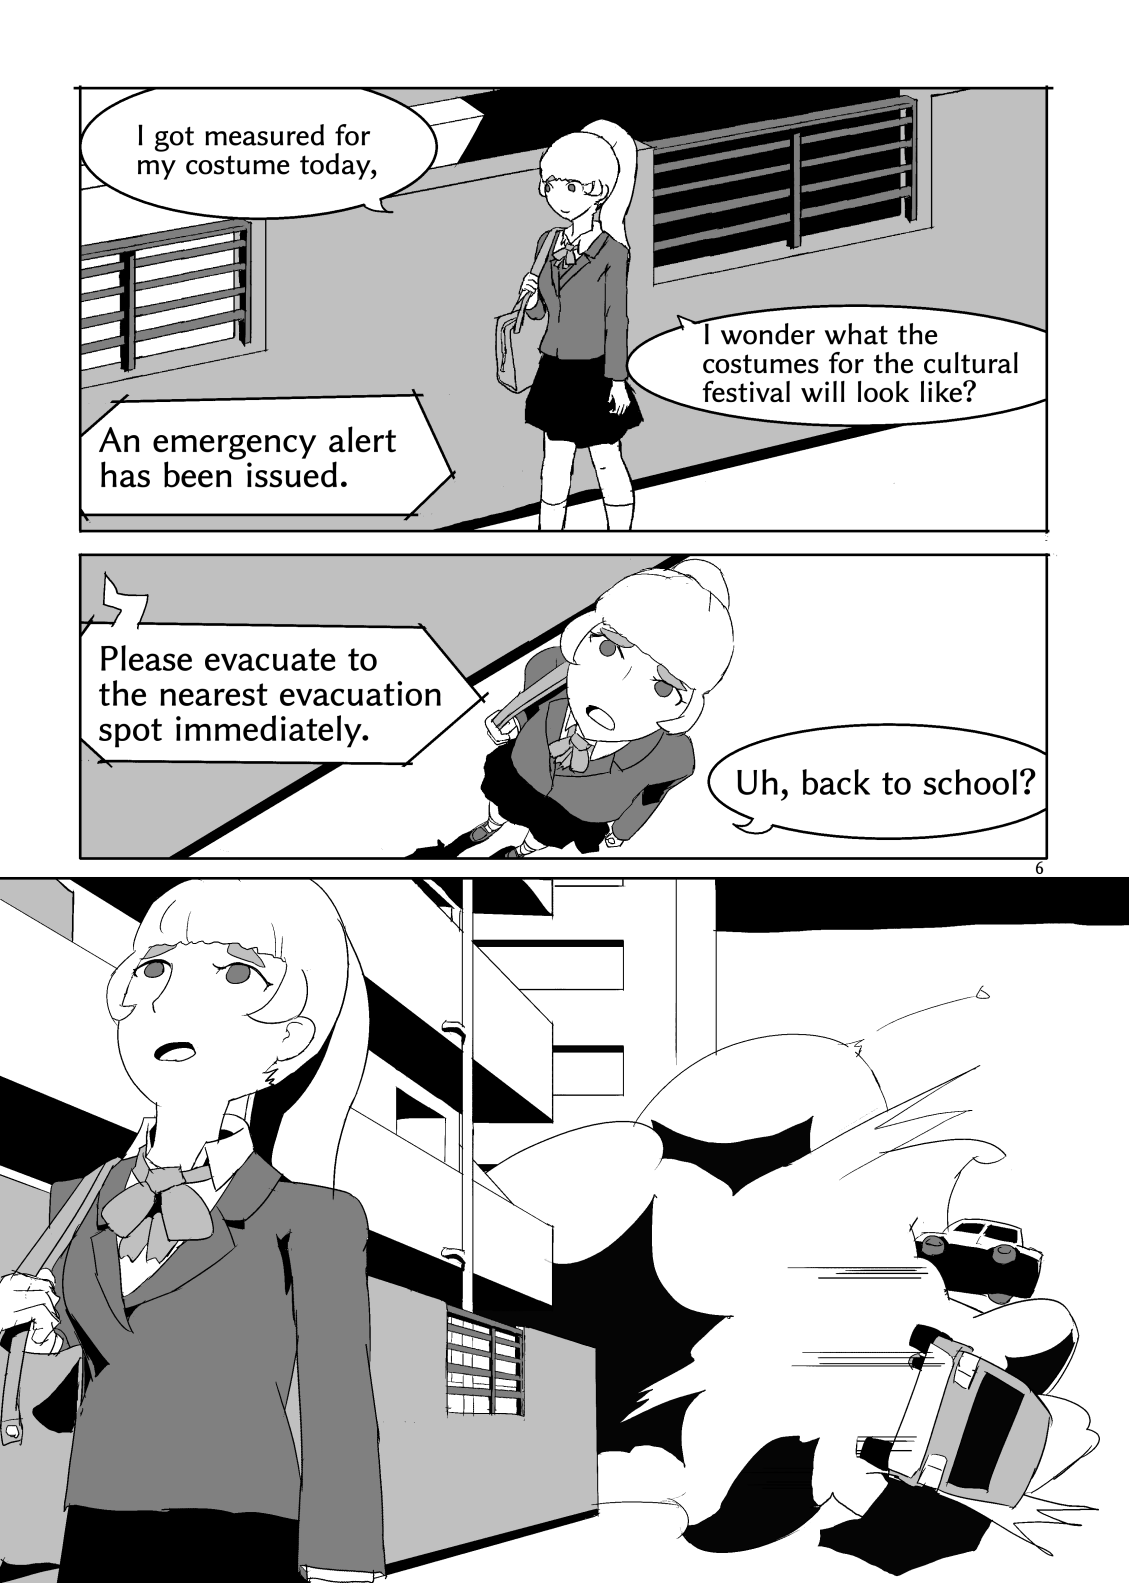 I got measured for
my costume today,
I wonder what the
costumes for the cultural
festival will look like?
An emergency alert
has been issued.
Please evacuate to
the nearest evacuation
spot immediately.
Uh, back to school?
6